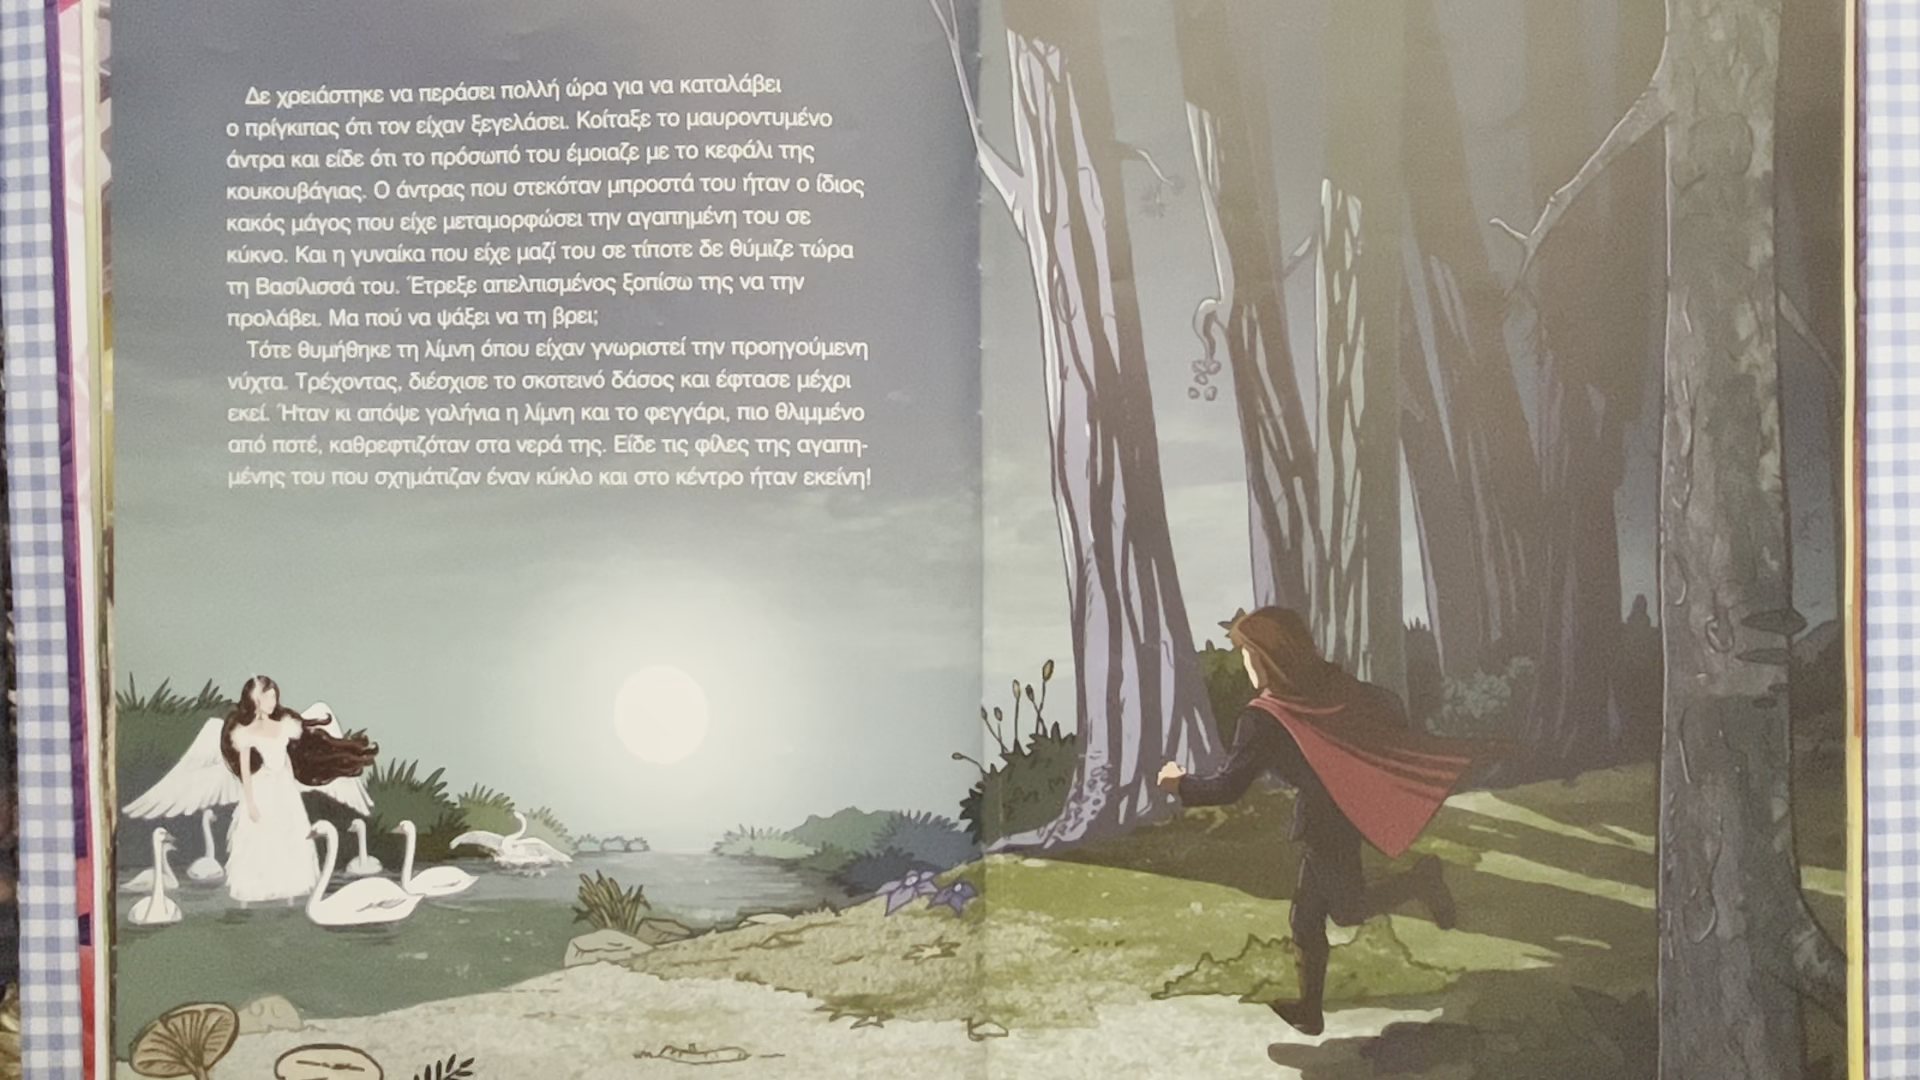 Δε χρειάστηκε να περάσει πολλή ώρα για να καταλάβει
ο πρίγκιπας ότι τον είχαν ξεγελάσει. Κοίταξε το μαυροντυμένο
άντρα και είδε ότι το πρόσωπό του έμοιαζε με το κεφάλι της
κουκουβάγιας. Ο άντρας που στεκόταν μπροστά του ήταν ο ίδιος
κακός μάγος που είχε μεταμορφώσει την αγαπημένη του σε
κύκνο. Και η γυναίκα που είχε μαζί του σε τίποτε δε θύμιζε τώρα
τη Βασίλισσά του. Έτρεξε απελπισμένος ξοπίσω της να την
προλάβει. Μα πού να ψάξει να τη βρει;
Τότε θυμήθηκε τη λίμνη όπου είχαν γνωριστεί την προηγούμενη
νύχτα. Τρέχοντας, διέσχισε το σκοτεινό δάσος και έφτασε μέχρι
εκεί. Ήταν κι απόψε γαλήνια η λίμνη και το φεγγάρι, πιο θλιμμένο
από ποτέ, καθρεφτιζόταν στα νερά της. Είδε τις φίλες της αγαπη-
μένης του που σχημάτιζαν έναν κύκλο και στο κέντρο ήταν εκείνη!